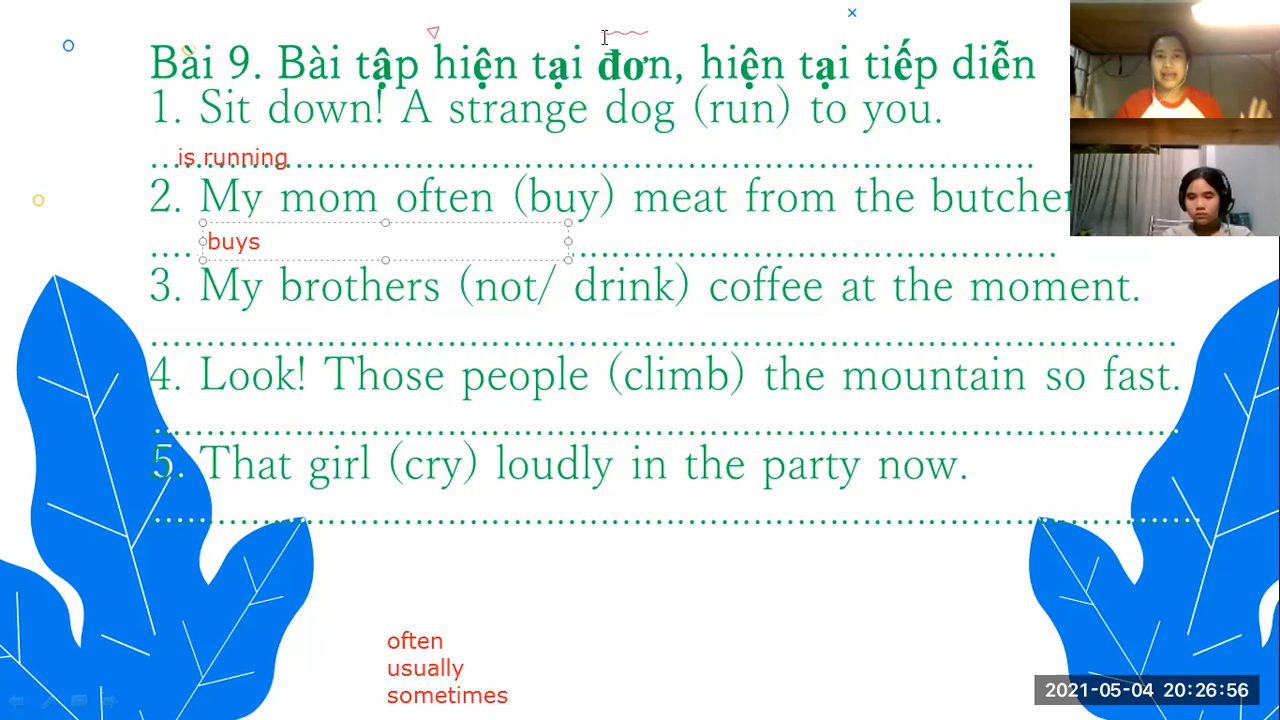 Bài 9. Bài tập hiện tại đơn, hiện tại tiếp diễn
1. Sit down! A strange dog (run) to you.
is running
2. My mom often (buy) meat from the butcher
buys
3. My brothers (not/ drink) coffee at the moment.
4. Look! Those people (climb) the mountain so fast.
5. That girl (cry) loudly in the party now.
often
usually
sometimes
2021-05-04 20:26:56